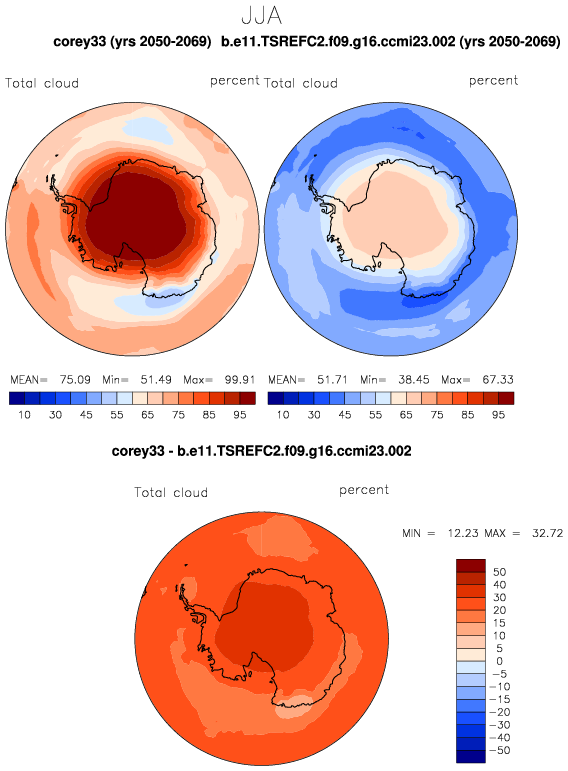 JJA
corey33 (yrs 2050-2069) b.e11.TSREFC2.f09.g16.ccmi23.002 (yrs 2050-2069)
Total cloud percent Total cloud percent
MEAN= 75.09 Min= 51.49 Max= 99.91 MEAN= 51.71 Min= 38.45 Max= 67.33
10 30 45 55 65 75 85 95 10 30 45 55 65 75 85 95
corey33 - b.e11.TSREFC2.f09.g16.ccmi23.002
Total cloud percent
MIN = 12.23 MAX = 32.72
50
40
30
20
15
10
5
0
-5
-10
-15
-20
-30
-40
-50